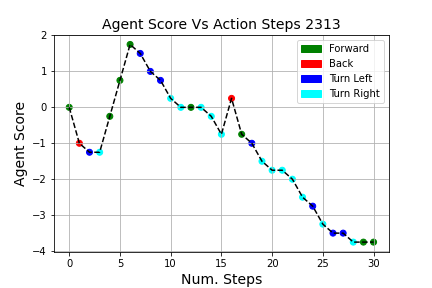 Agent Score Vs Action Steps 2313
Agent Score
2
1
0
−1
−2
−3
−4
Forward
Back
Turn Left
Turn Right
0 5 10 15 20 25 30
Num. Steps